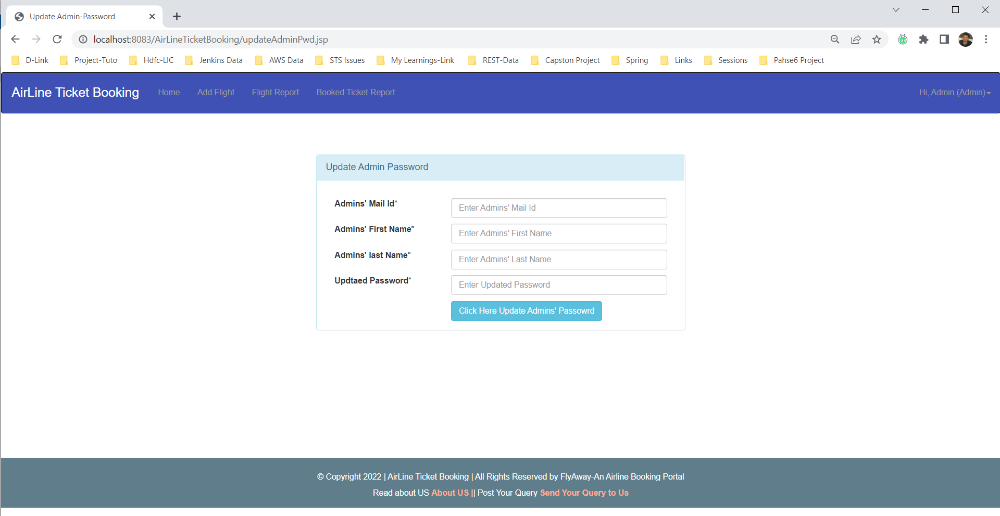 Update Admin-Password
localhost:8083/AirLineTicketBooking/updateAdminPwd.jsp
D-Link Project-Tuto Hdfc-LIC Jenkins Data AWS Data STS Issues My Learnings-Link REST-Data Capston Project Spring Links Sessions Pahse6 Project
AirLine Ticket Booking Home Add Flight Flight Report Booked Ticket Report Hi, Admin (Admin)
Update Admin Password
Admins' Mail Id* Enter Admins' Mail Id
Admins' First Name* Enter Admins' First Name
Admins' last Name* Enter Admins' Last Name
Updtaed Password* Enter Updated Password
Click Here Update Admins' Passowrd
© Copyright 2022 | AirLine Ticket Booking | All Rights Reserved by FlyAway-An Airline Booking Portal
Read about US About US || Post Your Query Send Your Query to Us